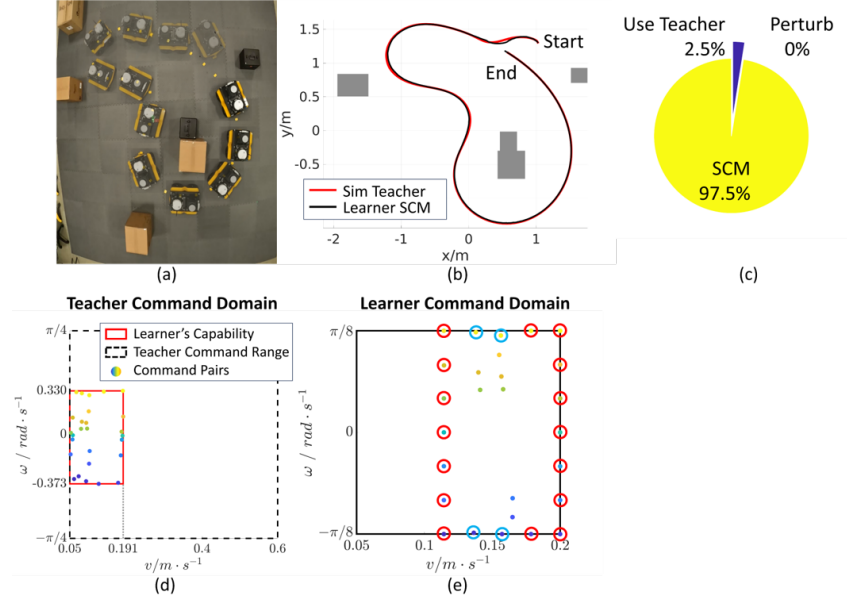 1.5
1
0.5
0
-0.5
y/m
-2
-1
0
1
x/m
Start
End
Sim Teacher
Learner SCM
Use Teacher
2.5%
Perturb
0%
SCM
97.5%
(a)
(b)
(c)
Teacher Command Domain
π/4
0.330
0
-0.373
−π/4
ω / rad · s⁻¹
Learner's Capability
Teacher Command Range
Command Pairs
0.05
0.191
0.4
0.6
v/m · s⁻¹
(d)
Learner Command Domain
π/8
0
−π/8
ω / rad · s⁻¹
0.05
0.1
0.15
0.2
v/m · s⁻¹
(e)